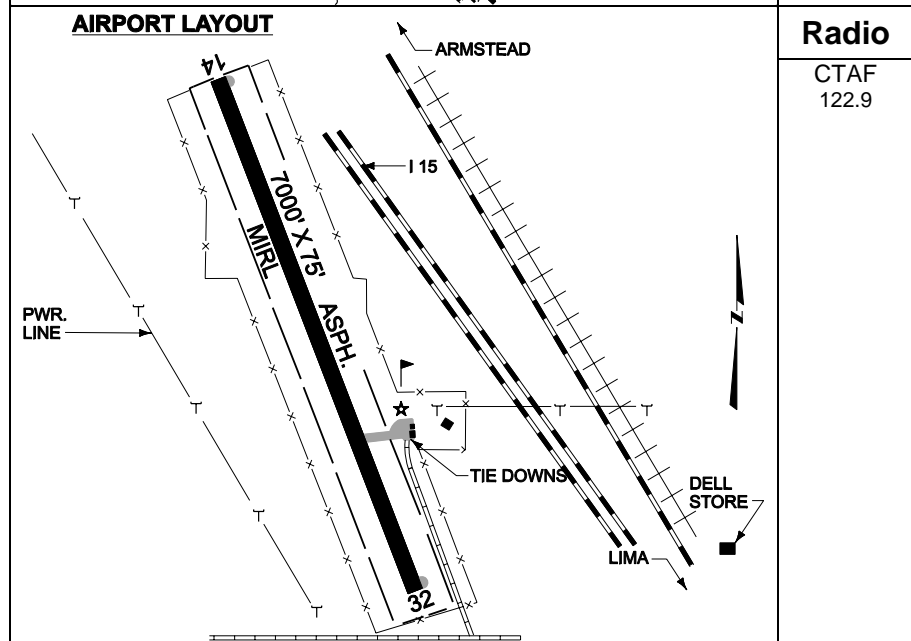 AIRPORT LAYOUT
Radio
CTAF
122.9
ARMSTEAD
14
I 15
7000' X 75'
MIRL
ASPH.
PWR.
LINE
N
TIE DOWNS
DELL
STORE
LIMA
32